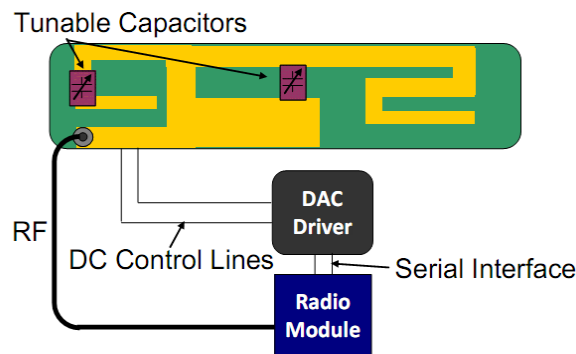 Tunable Capacitors
DAC
Driver
RF
DC Control Lines
Serial Interface
Radio
Module